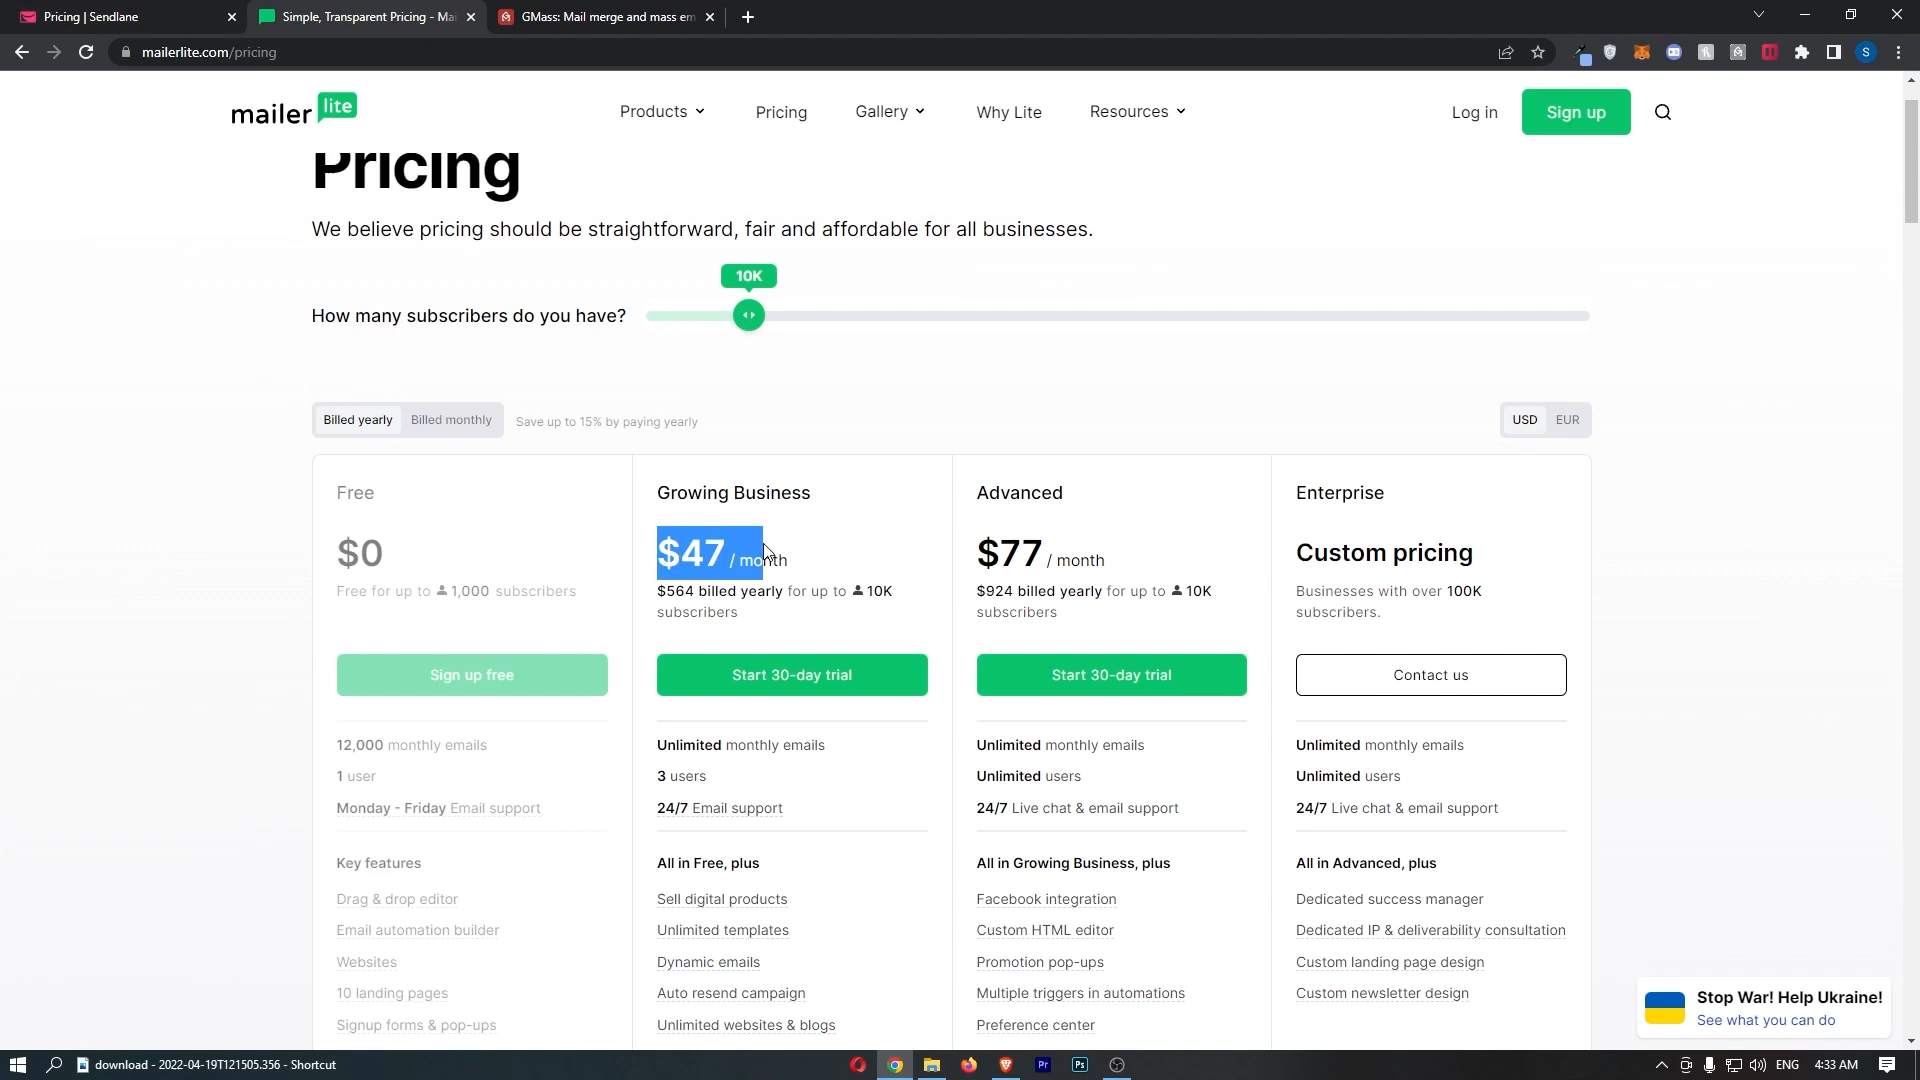 Pricing | Sendlane
Simple, Transparent Pricing - Mai
GMass: Mail merge and mass em
mailerlite.com/pricing
S
mailer lite
Products
Pricing
Gallery
Why Lite
Resources
Log in
Sign up
Pricing
We believe pricing should be straightforward, fair and affordable for all businesses.
10K
How many subscribers do you have?
Billed yearly
Billed monthly
Save up to 15% by paying yearly
USD
EUR
Free
$0
Free for up to 1,000 subscribers
Sign up free
12,000 monthly emails
1 user
Monday - Friday Email support
Key features
Drag & drop editor
Email automation builder
Websites
10 landing pages
Signup forms & pop-ups
Growing Business
$47 / month
$564 billed yearly for up to 10K
subscribers
Start 30-day trial
Unlimited monthly emails
3 users
24/7 Email support
All in Free, plus
Sell digital products
Unlimited templates
Dynamic emails
Auto resend campaign
Unlimited websites & blogs
Advanced
$77 / month
$924 billed yearly for up to 10K
subscribers
Start 30-day trial
Unlimited monthly emails
Unlimited users
24/7 Live chat & email support
All in Growing Business, plus
Facebook integration
Custom HTML editor
Promotion pop-ups
Multiple triggers in automations
Preference center
Enterprise
Custom pricing
Businesses with over 100K
subscribers.
Contact us
Unlimited monthly emails
Unlimited users
24/7 Live chat & email support
All in Advanced, plus
Dedicated success manager
Dedicated IP & deliverability consultation
Custom landing page design
Custom newsletter design
Stop War! Help Ukraine!
See what you can do
download - 2022-04-19T121505.356 - Shortcut
Pr
Ps
ENG
4:33 AM